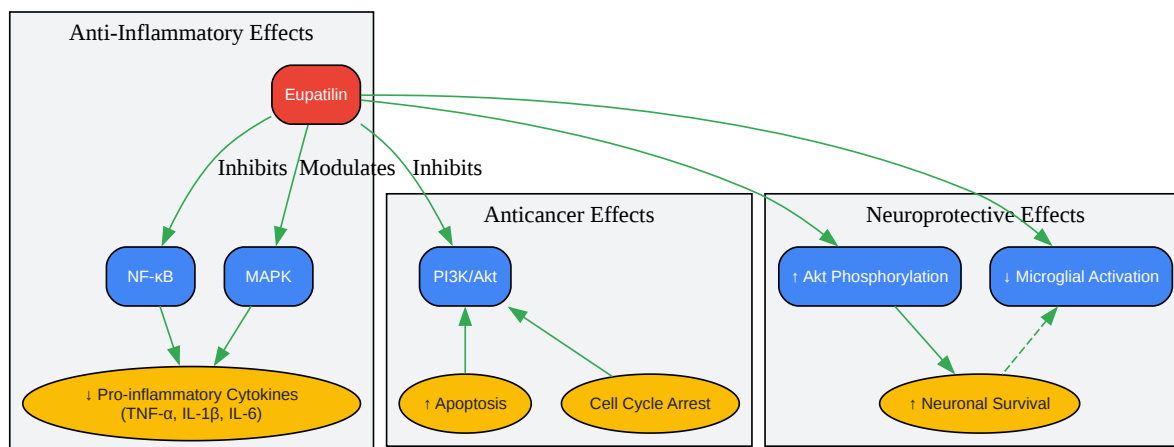 Anti-Inflammatory Effects
Eupatilin
Inhibits
Modulates
Inhibits
Anticancer Effects
Neuroprotective Effects
NF-κB
MAPK
PI3K/Akt
↑ Akt Phosphorylation
↓ Microglial Activation
↓ Pro-inflammatory Cytokines
(TNF-α, IL-1β, IL-6)
↑ Apoptosis
Cell Cycle Arrest
↑ Neuronal Survival